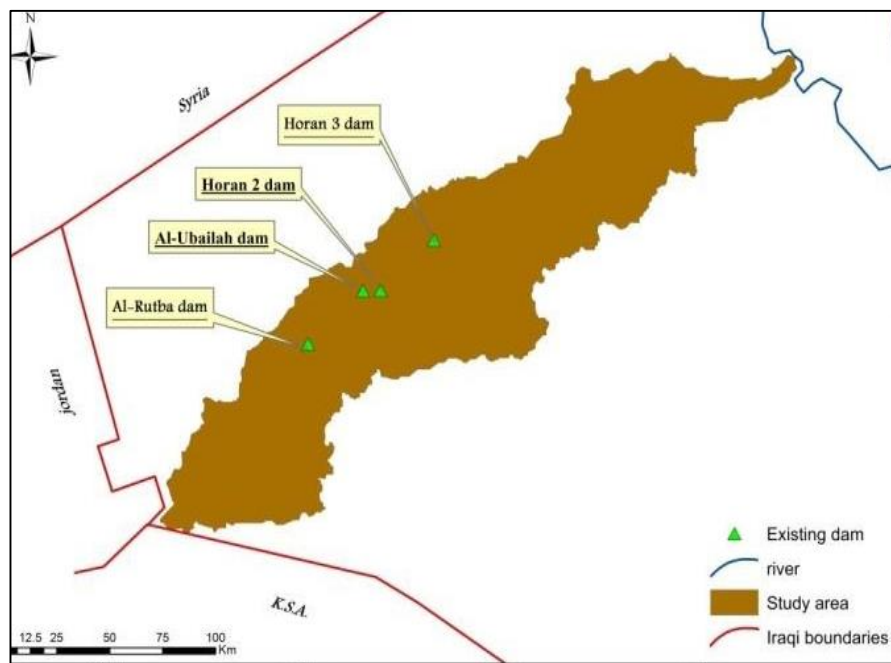 N
Syria
Horan 3 dam
Horan 2 dam
Al-Ubailah dam
Al-Rutba dam
jordan
K.S.A.
Existing dam
river
Study area
Iraqi boundaries
12.5 25 50 75 100
Km